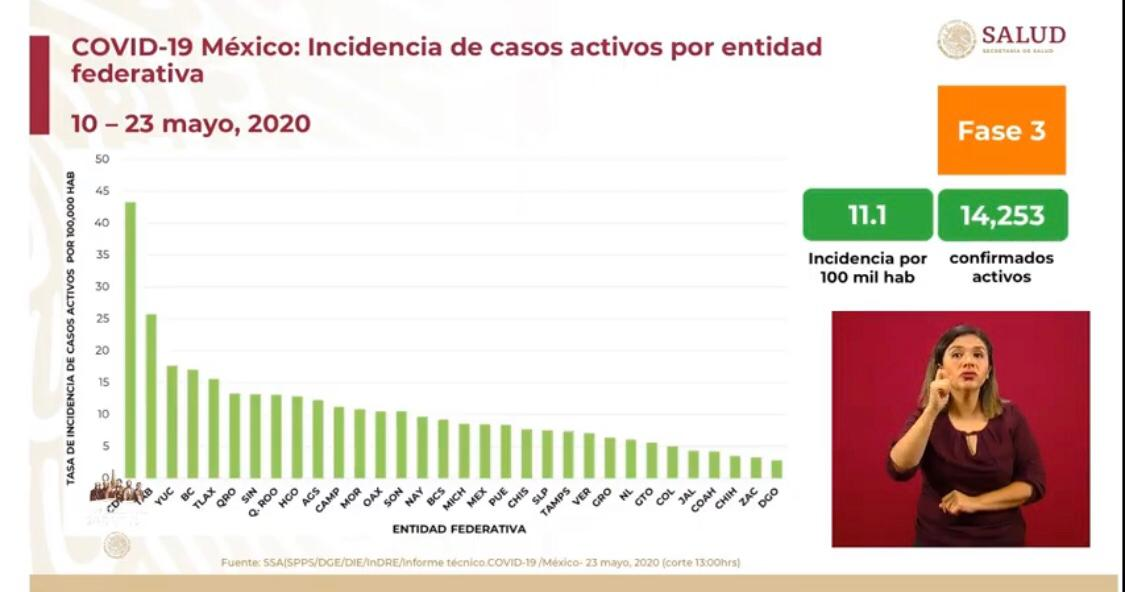 COVID-19 México: Incidencia de casos activos por entidad
federativa
10 – 23 mayo, 2020
SALUD
SECRETARÍA DE SALUD
Fase 3
11.1
14,253
Incidencia por
100 mil hab
confirmados
activos
TASA DE INCIDENCIA DE CASOS ACTIVOS POR 100,000 HAB
50
45
40
35
30
25
20
15
10
5
0
TAB
YUC
BC
TLAX
QRO
SIN
Q. ROO
HGO
AGS
CAMP
MOR
OAX
SON
NAY
BCS
MICH
MEX
PUE
CHIS
SLP
TAMPS
VER
GRO
NL
GTO
COL
JAL
COAH
CHIH
ZAC
DGO
ENTIDAD FEDERATIVA
Fuente: SSA(SPPS/DGE/DIE/InDRE/Informe técnico.COVID-19 /México- 23 mayo, 2020 (corte 13:00hrs)